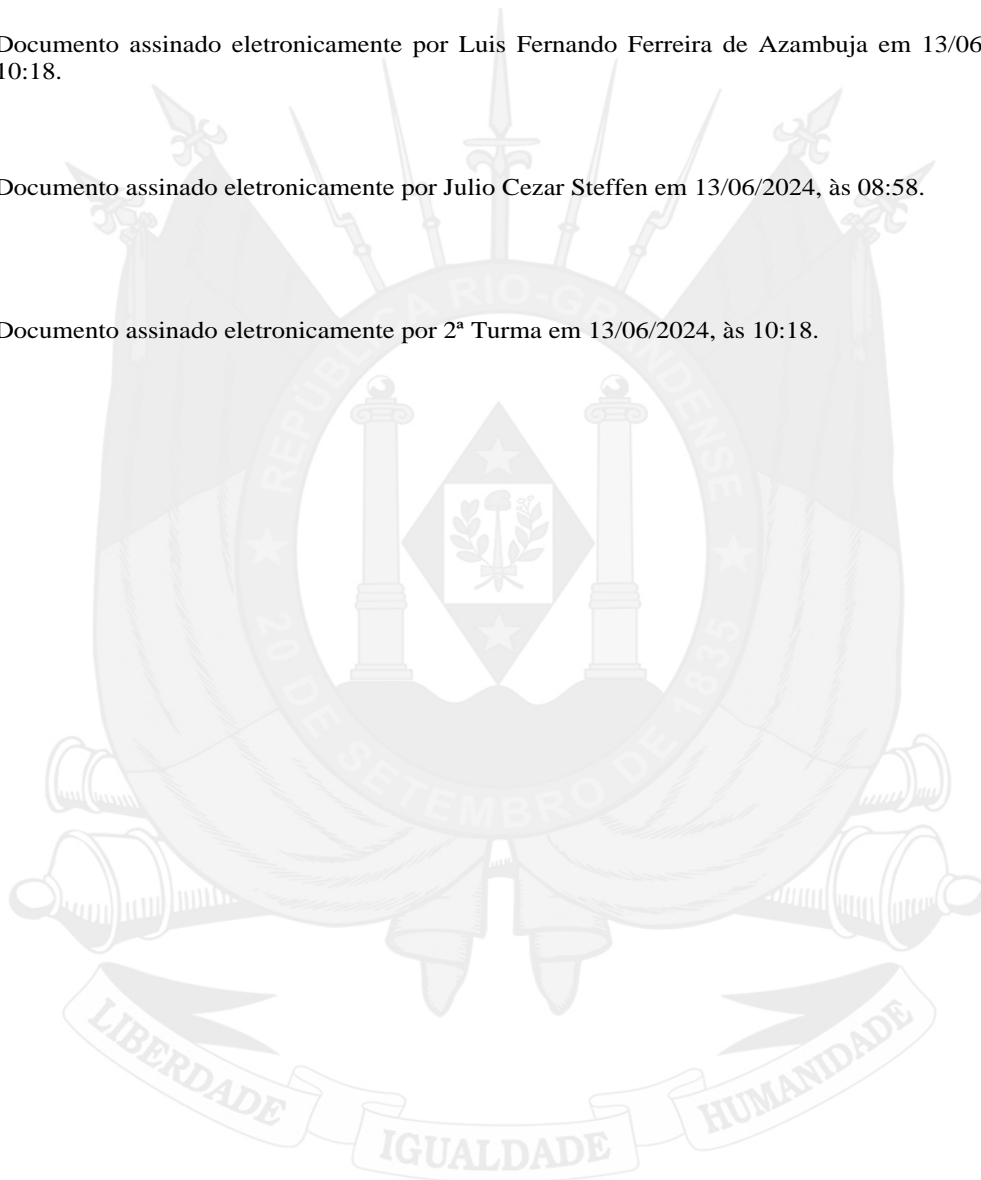 Documento assinado eletronicamente por Luis Fernando Ferreira de Azambuja em 13/06
10:18.
Documento assinado eletronicamente por Julio Cezar Steffen em 13/06/2024, às 08:58.
Documento assinado eletronicamente por 2ª Turma em 13/06/2024, às 10:18.
REPÚBLICA RIO-GRANDENSE
20 DE SETEMBRO DE 1835
LIBERDADE
IGUALDADE
HUMANIDADE